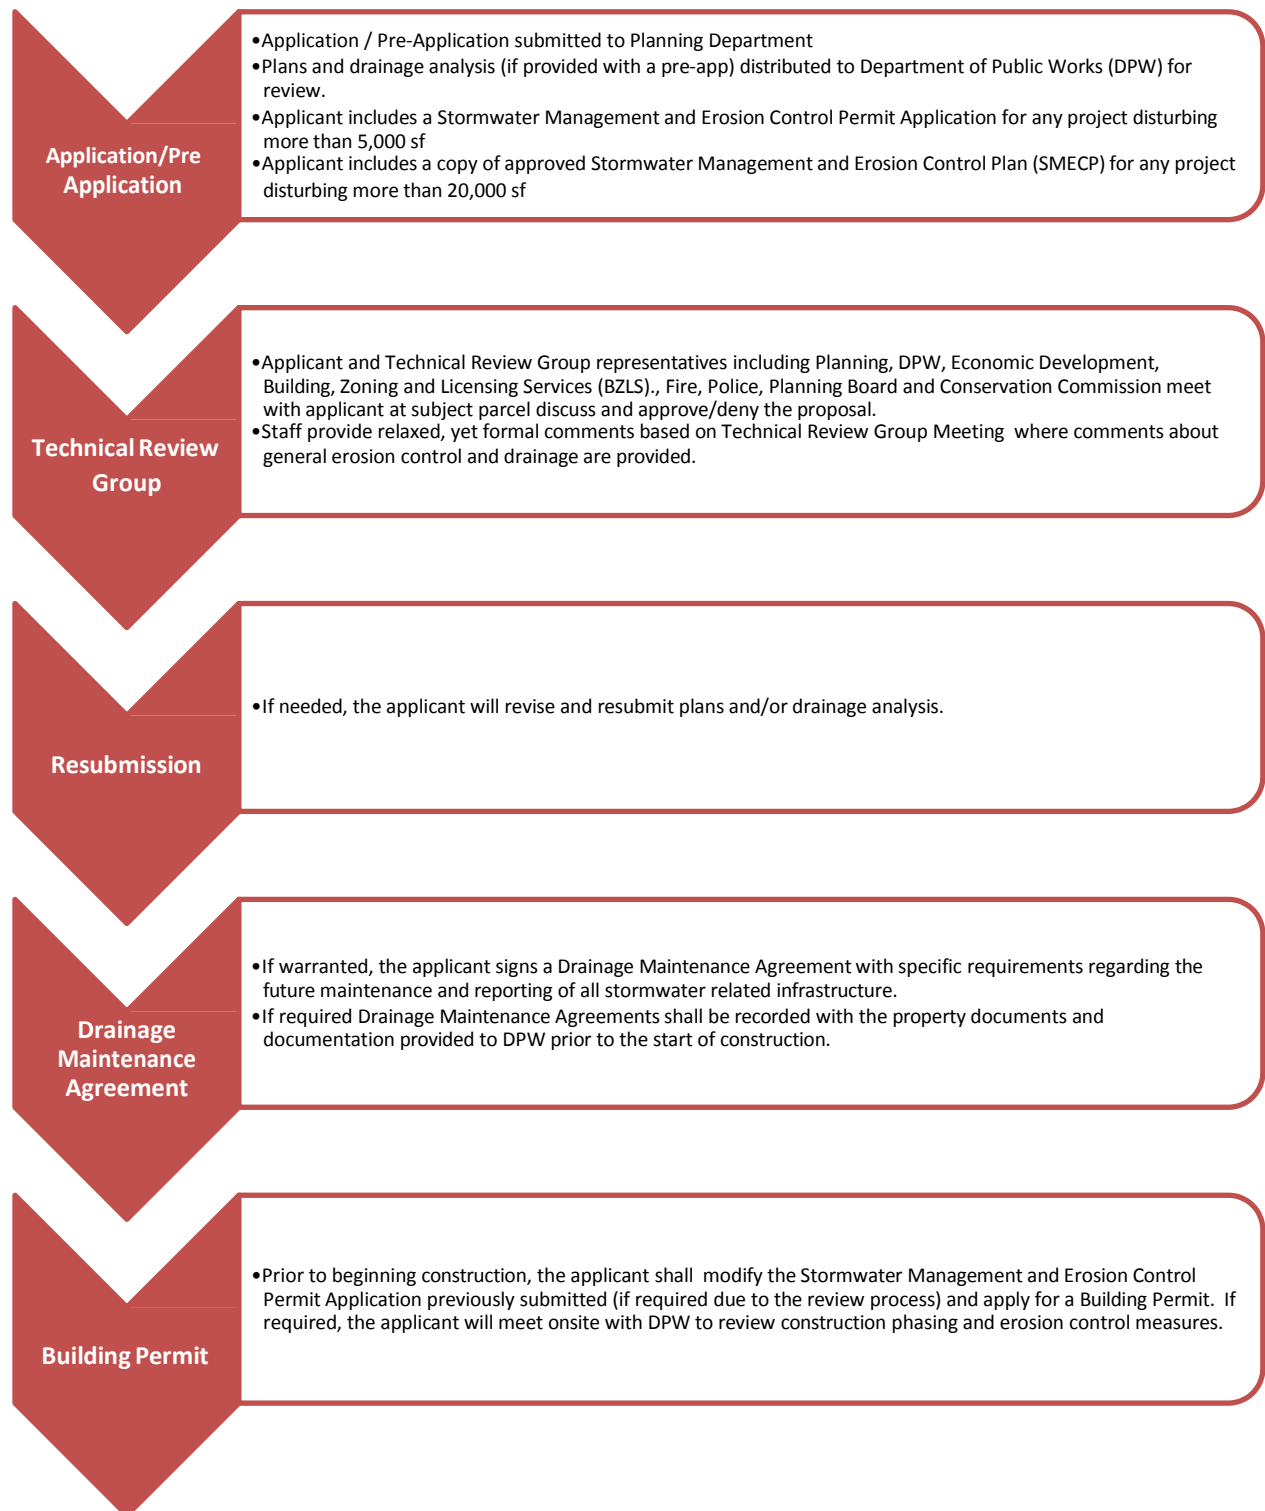 Application/Pre
Application
•Application / Pre-Application submitted to Planning Department
•Plans and drainage analysis (if provided with a pre-app) distributed to Department of Public Works (DPW) for
review.
•Applicant includes a Stormwater Management and Erosion Control Permit Application for any project disturbing
more than 5,000 sf
•Applicant includes a copy of approved Stormwater Management and Erosion Control Plan (SMECP) for any project
disturbing more than 20,000 sf
Technical Review
Group
•Applicant and Technical Review Group representatives including Planning, DPW, Economic Development,
Building, Zoning and Licensing Services (BZLS)., Fire, Police, Planning Board and Conservation Commission meet
with applicant at subject parcel discuss and approve/deny the proposal.
•Staff provide relaxed, yet formal comments based on Technical Review Group Meeting where comments about
general erosion control and drainage are provided.
Resubmission
•If needed, the applicant will revise and resubmit plans and/or drainage analysis.
Drainage
Maintenance
Agreement
•If warranted, the applicant signs a Drainage Maintenance Agreement with specific requirements regarding the
future maintenance and reporting of all stormwater related infrastructure.
•If required Drainage Maintenance Agreements shall be recorded with the property documents and
documentation provided to DPW prior to the start of construction.
Building Permit
•Prior to beginning construction, the applicant shall modify the Stormwater Management and Erosion Control
Permit Application previously submitted (if required due to the review process) and apply for a Building Permit. If
required, the applicant will meet onsite with DPW to review construction phasing and erosion control measures.